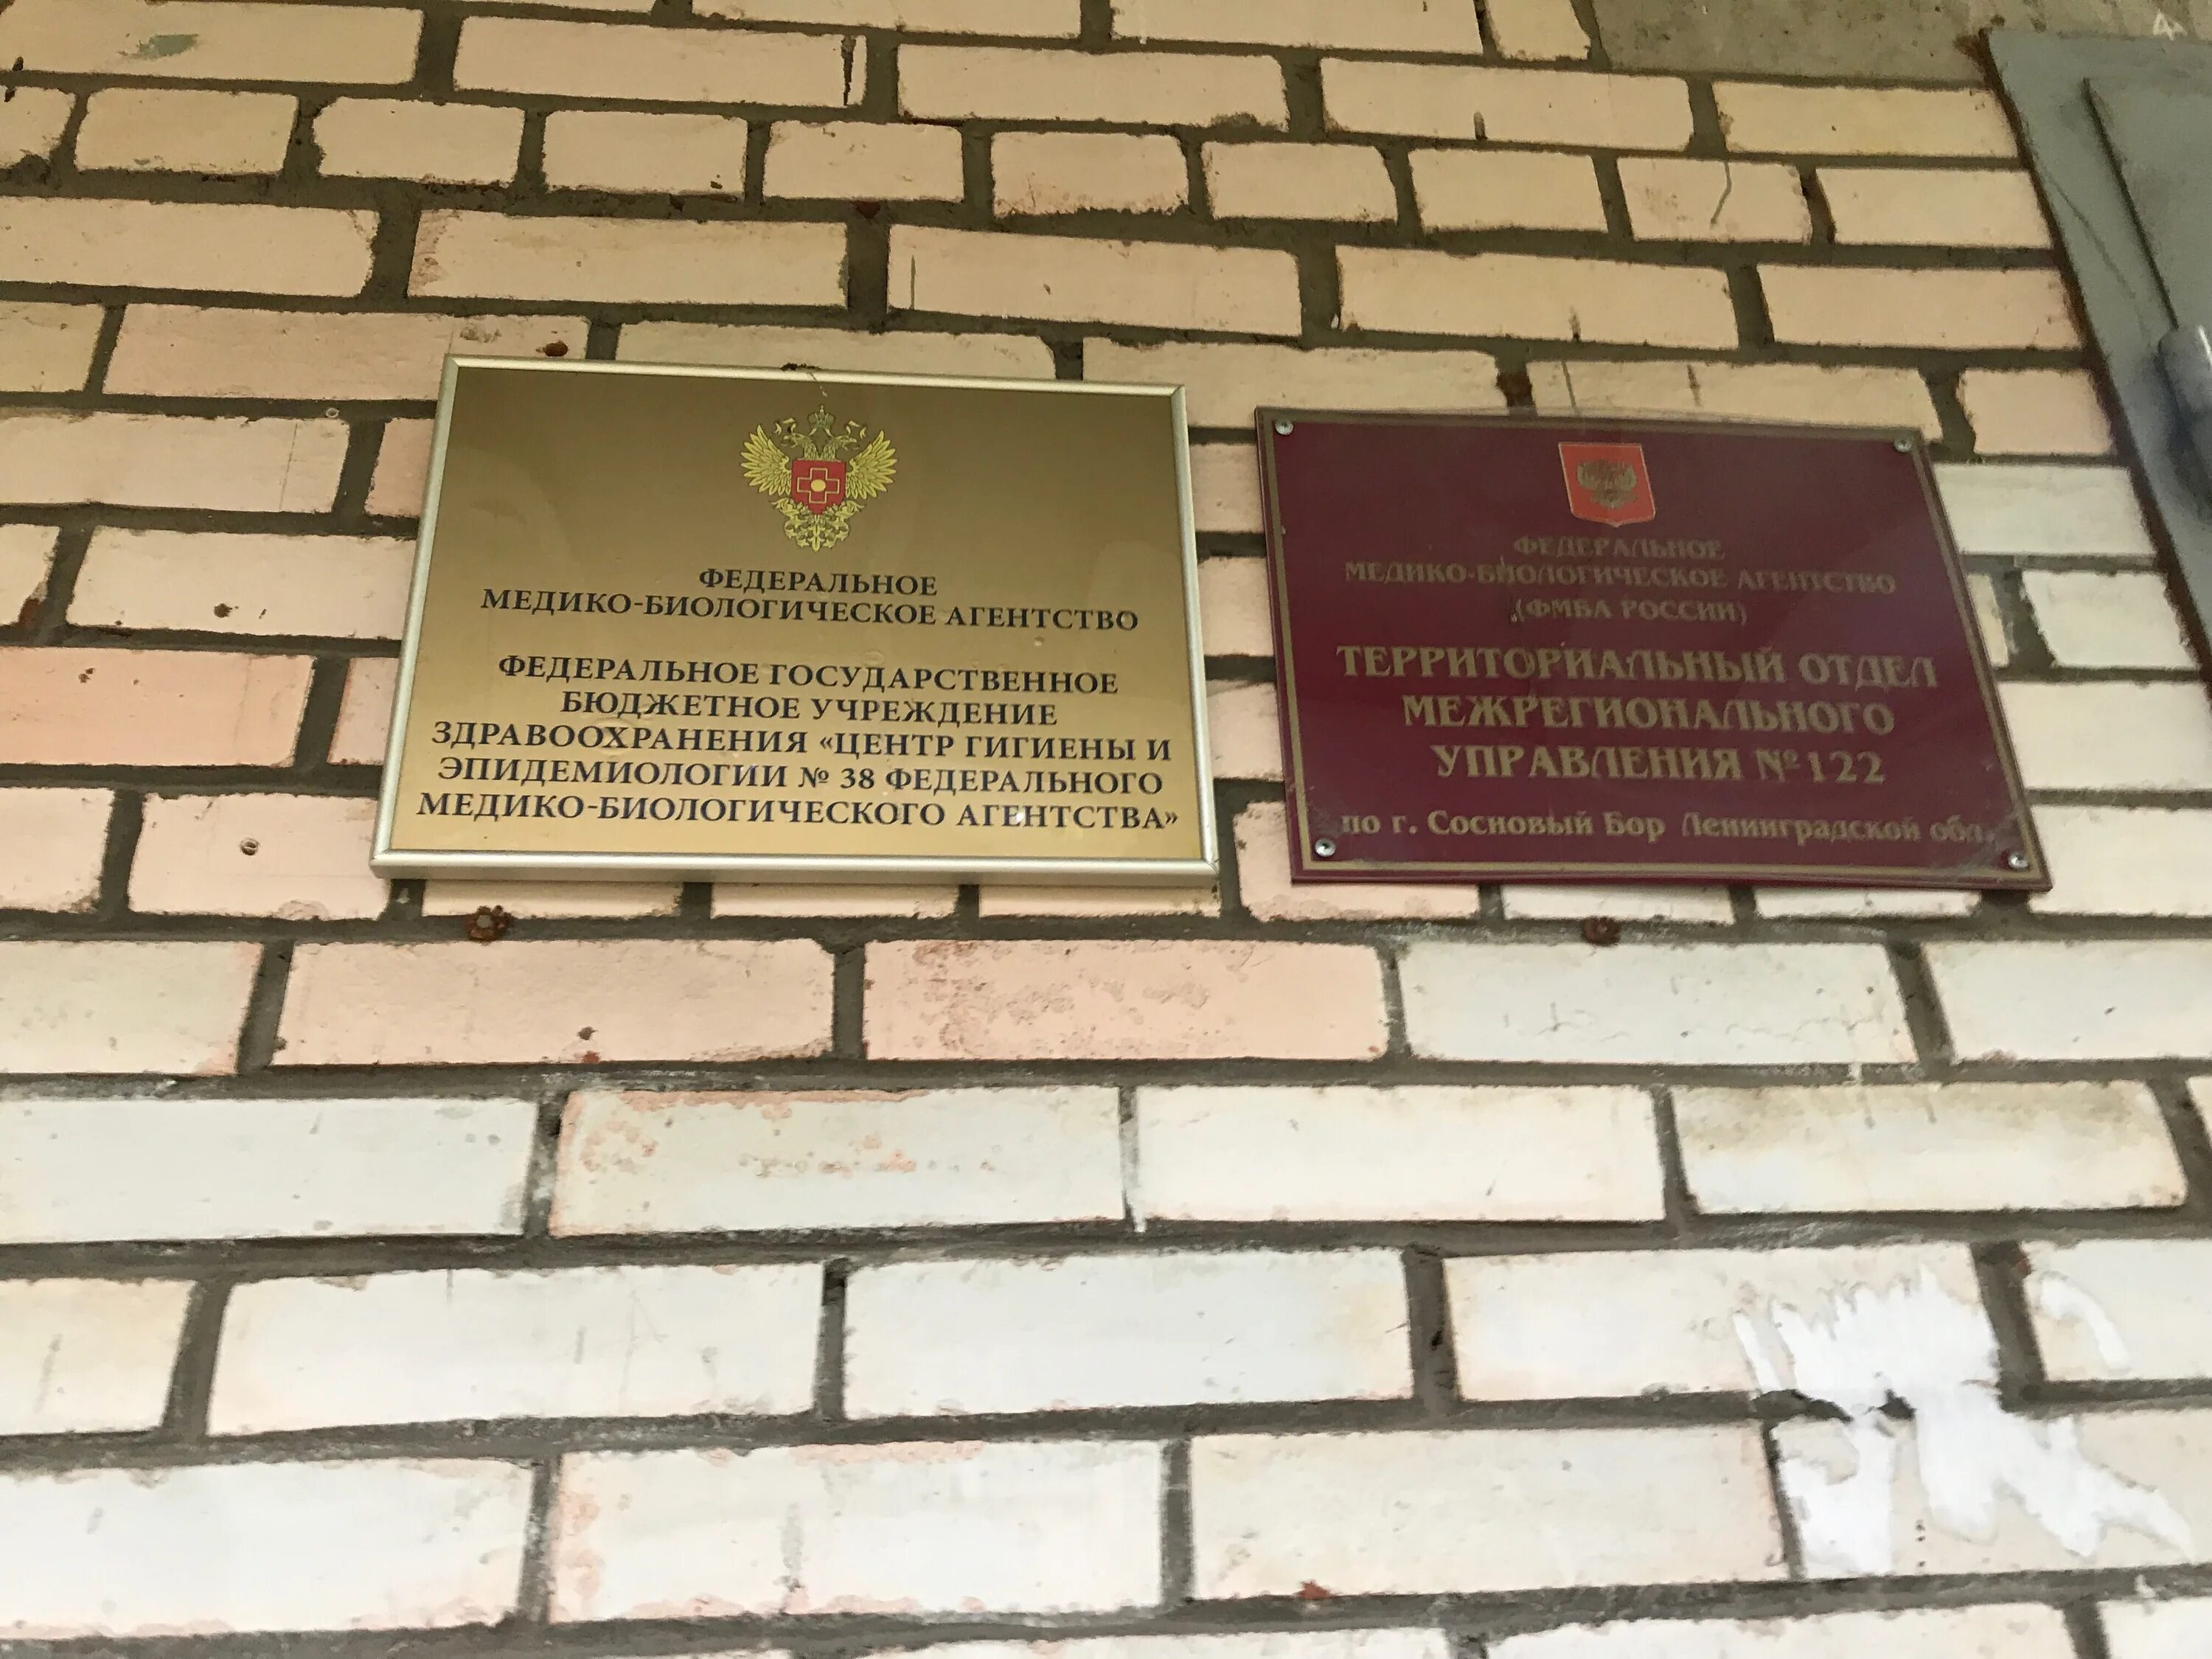 ФЕДЕРАЛЬНОЕ
МЕДИКО-БИОЛОГИЧЕСКОЕ АГЕНТСТВО
ФЕДЕРАЛЬНОЕ ГОСУДАРСТВЕННОЕ
БЮДЖЕТНОЕ УЧРЕЖДЕНИЕ
ЗДРАВООХРАНЕНИЯ «ЦЕНТР ГИГИЕНЫ И
ЭПИДЕМИОЛОГИИ № 38 ФЕДЕРАЛЬНОГО
МЕДИКО-БИОЛОГИЧЕСКОГО АГЕНТСТВА»
ФЕДЕРАЛЬНОЕ
МЕДИКО-БИОЛОГИЧЕСКОЕ АГЕНТСТВО
(ФМБА РОССИИ)
ТЕРРИТОРИАЛЬНЫЙ ОТДЕЛ
МЕЖРЕГИОНАЛЬНОГО
УПРАВЛЕНИЯ №122
по г. Сосновый Бор Ленинградской обл.